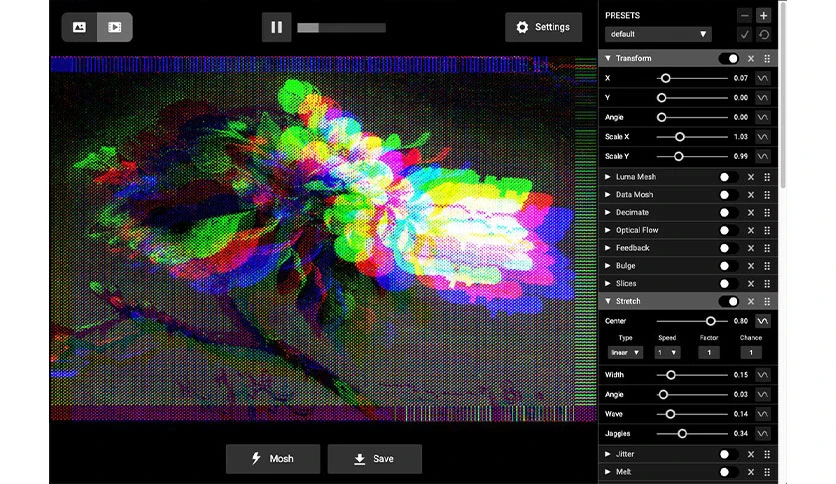 Settings
PRESETS
default
Transform
X 0.07
Y 0.00
Angle 0.00
Scale X 1.03
Scale Y 0.99
Luma Mesh
Data Mosh
Decimate
Optical Flow
Feedback
Bulge
Slices
Stretch
Center 0.80
Type Speed Factor Chance
linear 1 1 1
Width 0.15
Angle 0.03
Wave 0.14
Jaggies 0.34
Jitter
Melt
Mosh
Save